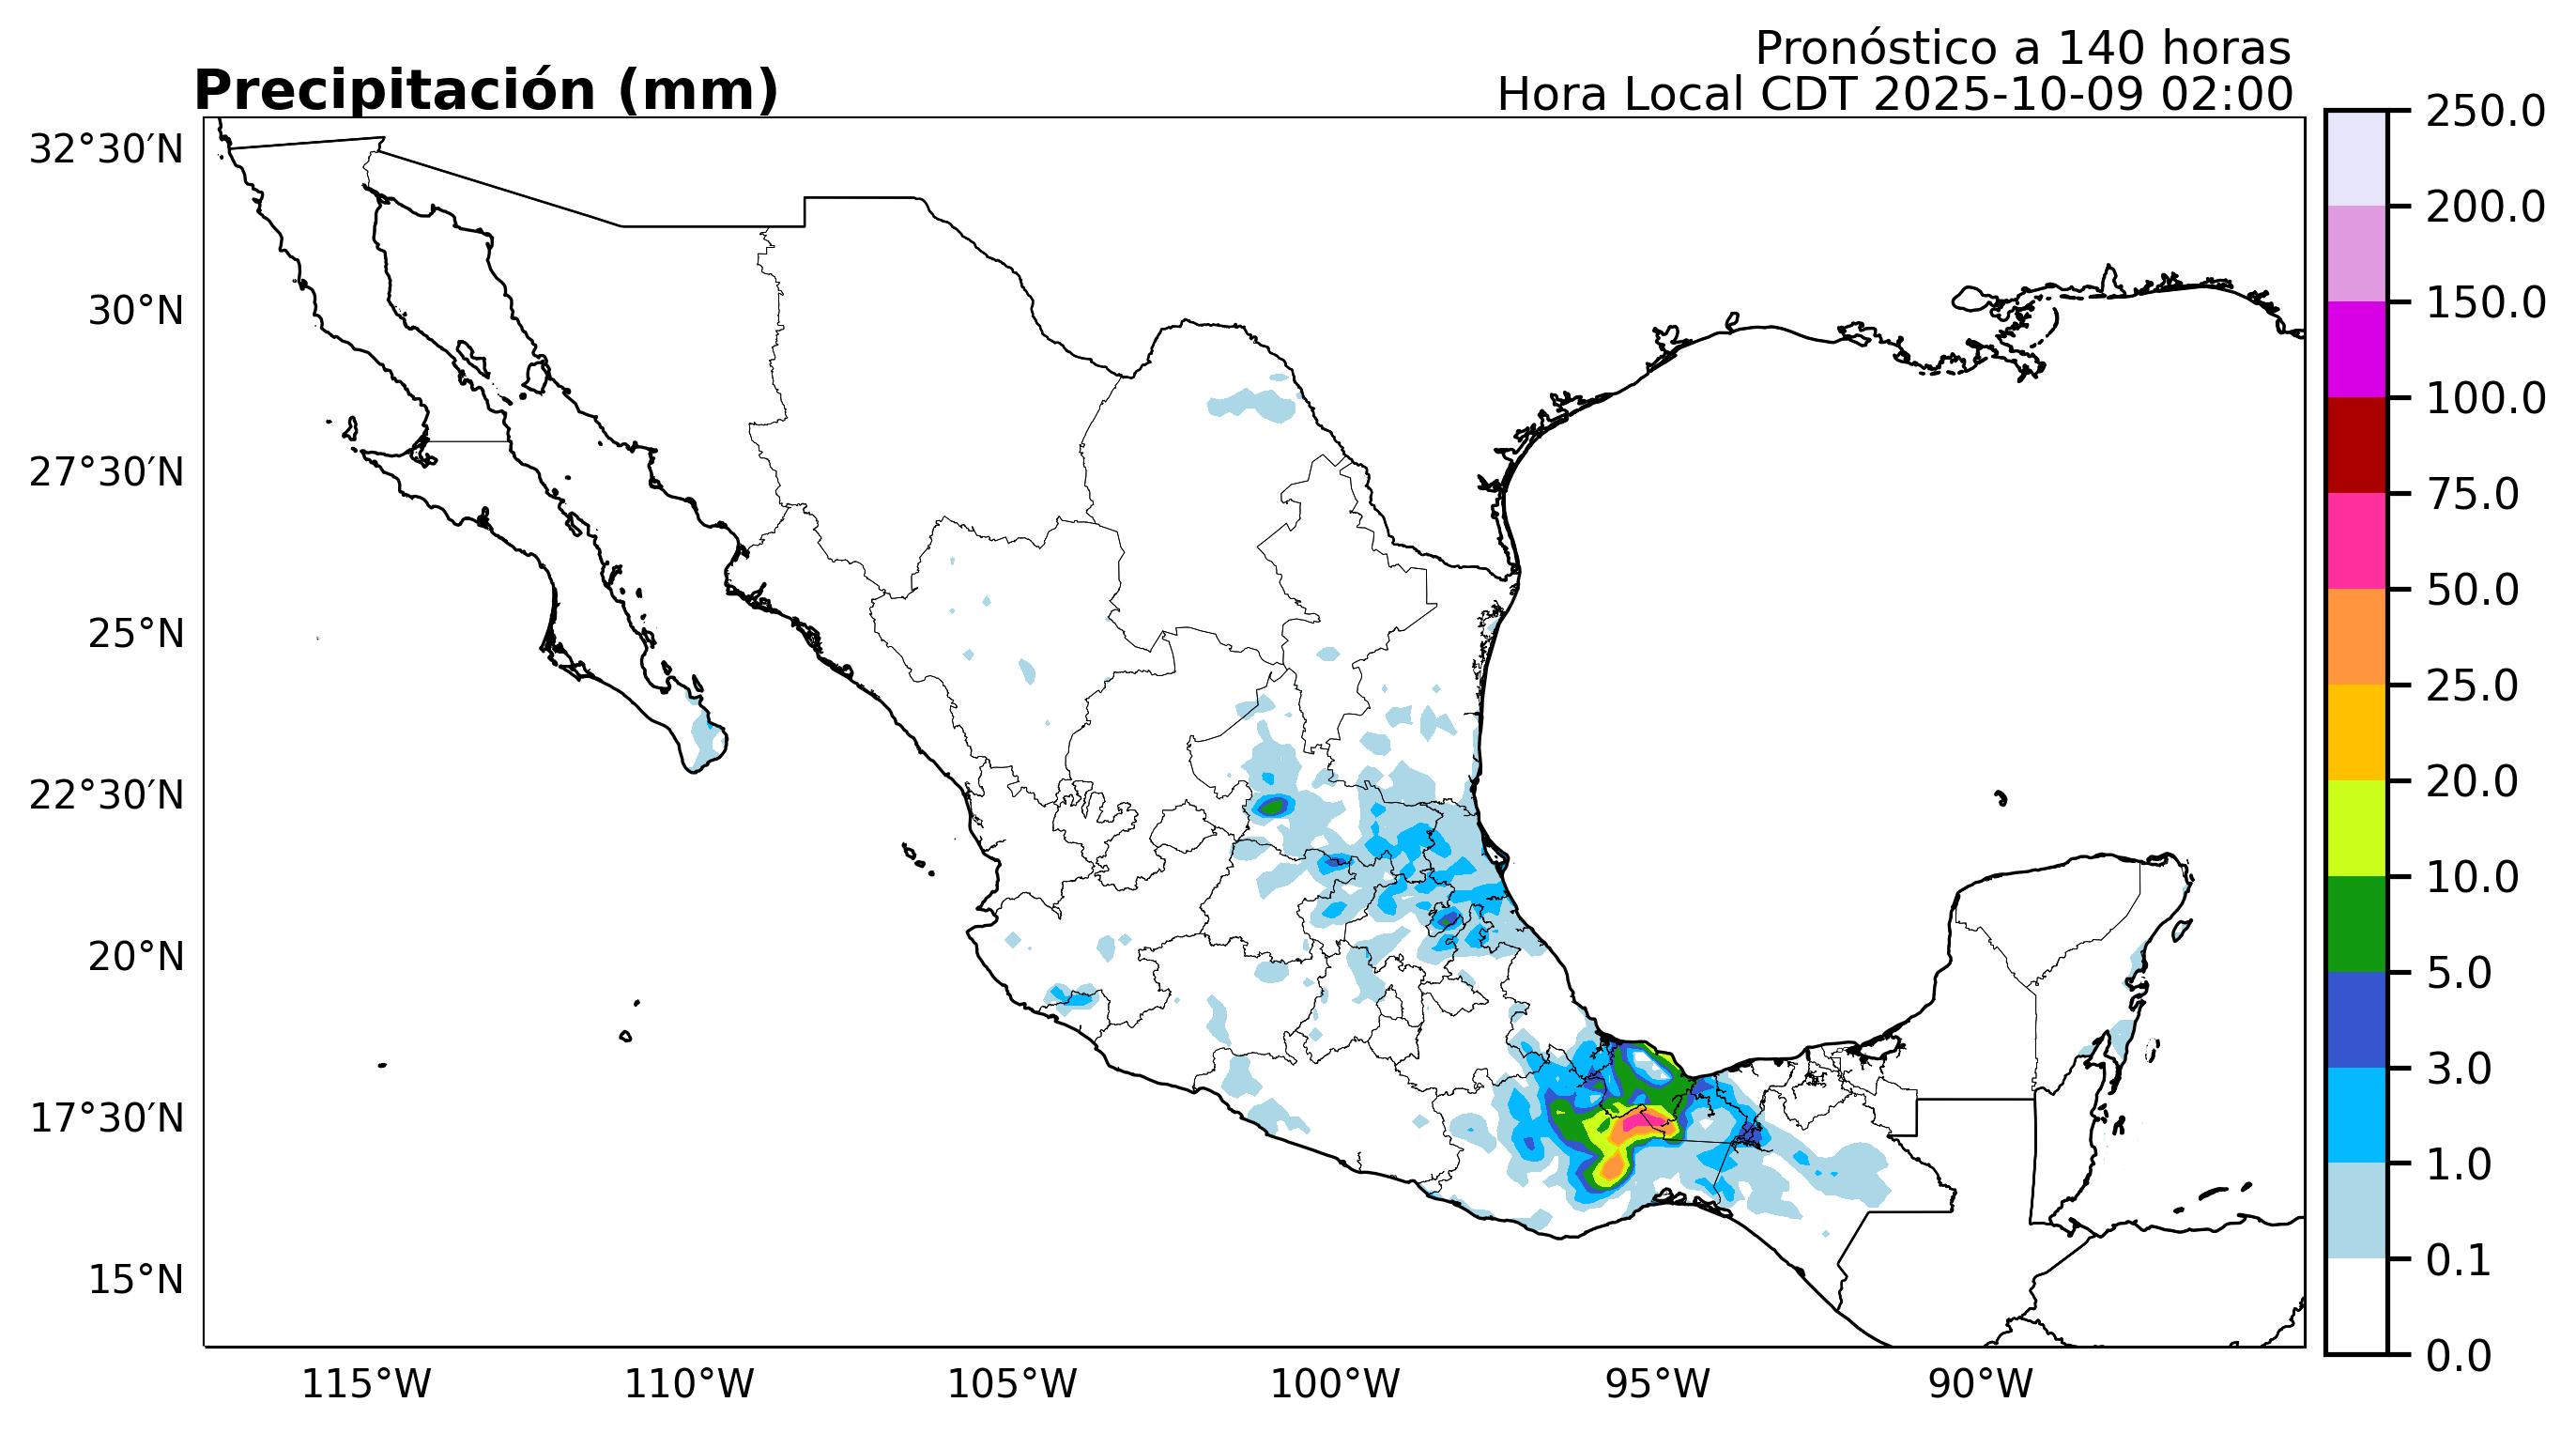 Pronóstico a 140 horas
Precipitación (mm)
Hora Local CDT 2025-10-09 02:00
32°30′N
30°N
27°30′N
25°N
22°30′N
20°N
17°30′N
15°N
115°W
110°W
105°W
100°W
95°W
90°W
250.0
200.0
150.0
100.0
75.0
50.0
25.0
20.0
10.0
5.0
3.0
1.0
0.1
0.0